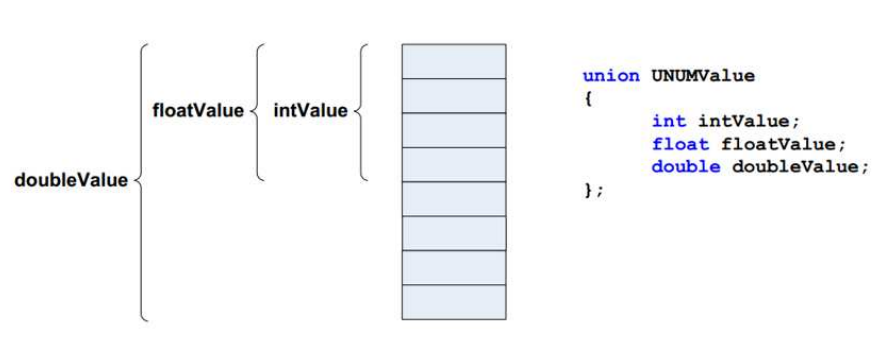 floatValue
intValue
doubleValue
union UNUMValue
{
int intValue;
float floatValue;
double doubleValue;
};